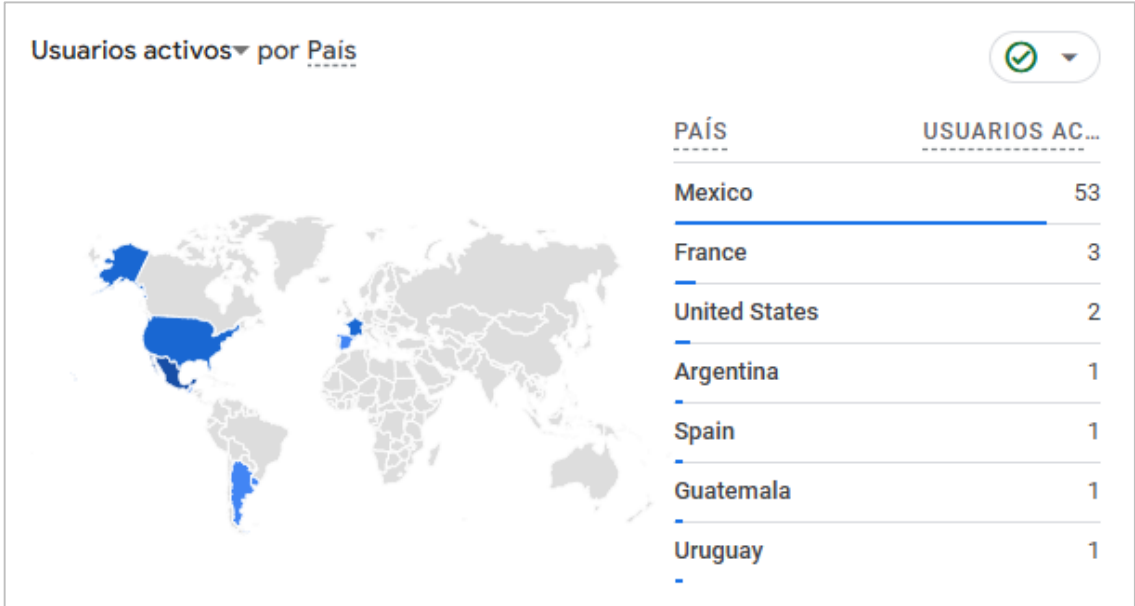 Usuarios activos por País
PAÍS USUARIOS AC...
Mexico 53
France 3
United States 2
Argentina 1
Spain 1
Guatemala 1
Uruguay 1